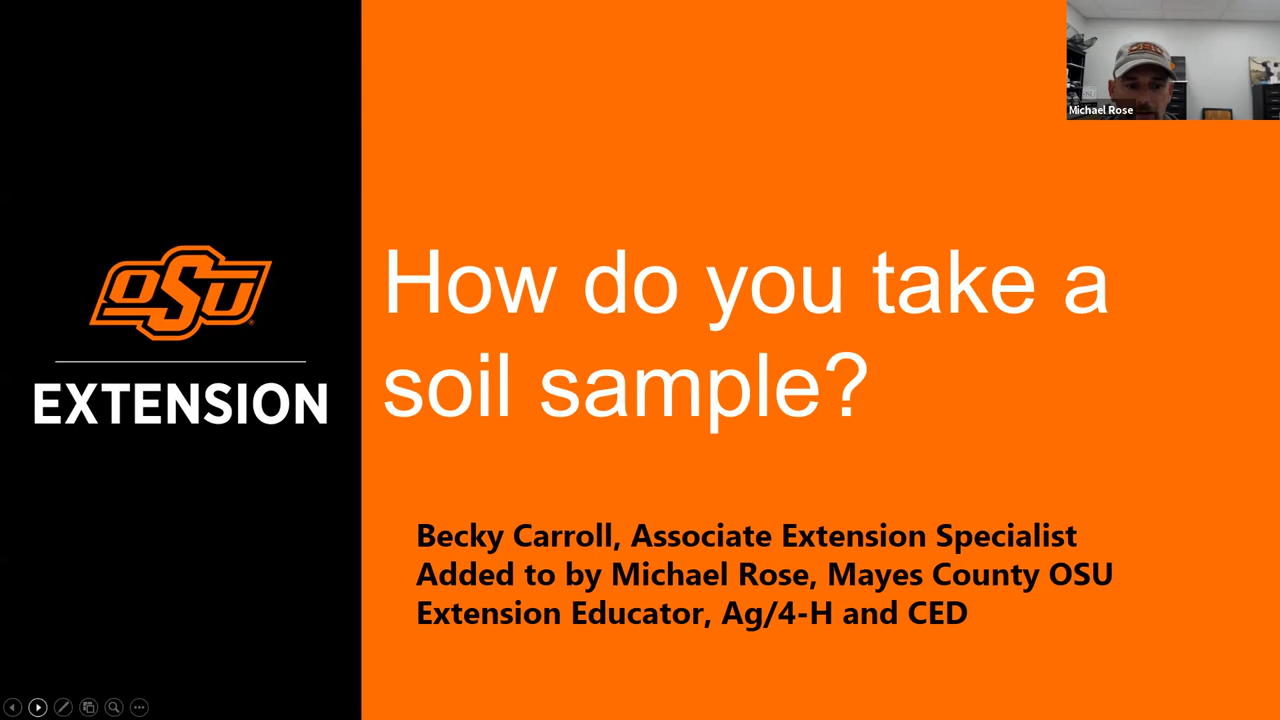 Michael Rose
OSU
EXTENSION
How do you take a
soil sample?
Becky Carroll, Associate Extension Specialist
Added to by Michael Rose, Mayes County OSU
Extension Educator, Ag/4-H and CED